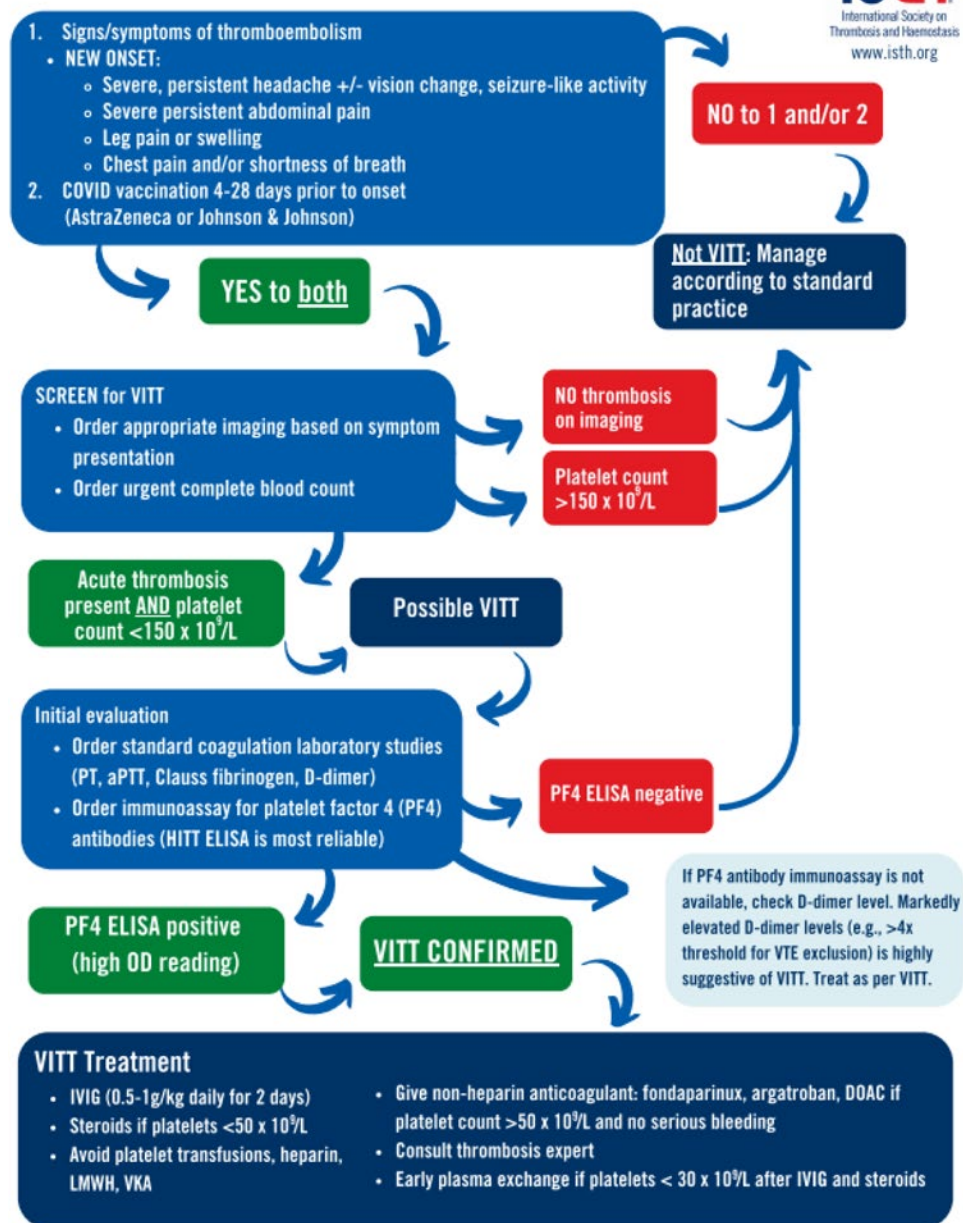 International Society on
Thrombosis and Haemostasis
www.isth.org
1. Signs/symptoms of thromboembolism
• NEW ONSET:
◦ Severe, persistent headache +/- vision change, seizure-like activity
◦ Severe persistent abdominal pain
◦ Leg pain or swelling
◦ Chest pain and/or shortness of breath
2. COVID vaccination 4-28 days prior to onset
(AstraZeneca or Johnson & Johnson)
NO to 1 and/or 2
Not VITT: Manage
according to standard
practice
YES to both
SCREEN for VITT
• Order appropriate imaging based on symptom
presentation
• Order urgent complete blood count
NO thrombosis
on imaging
Platelet count
>150 x 10⁹/L
Acute thrombosis
present AND platelet
count <150 x 10⁹/L
Possible VITT
Initial evaluation
• Order standard coagulation laboratory studies
(PT, aPTT, Clauss fibrinogen, D-dimer)
• Order immunoassay for platelet factor 4 (PF4)
antibodies (HITT ELISA is most reliable)
PF4 ELISA negative
If PF4 antibody immunoassay is not
available, check D-dimer level. Markedly
elevated D-dimer levels (e.g., >4x
threshold for VTE exclusion) is highly
suggestive of VITT. Treat as per VITT.
PF4 ELISA positive
(high OD reading)
VITT CONFIRMED
VITT Treatment
• IVIG (0.5-1g/kg daily for 2 days)
• Steroids if platelets <50 x 10⁹/L
• Avoid platelet transfusions, heparin,
LMWH, VKA
• Give non-heparin anticoagulant: fondaparinux, argatroban, DOAC if
platelet count >50 x 10⁹/L and no serious bleeding
• Consult thrombosis expert
• Early plasma exchange if platelets < 30 x 10⁹/L after IVIG and steroids